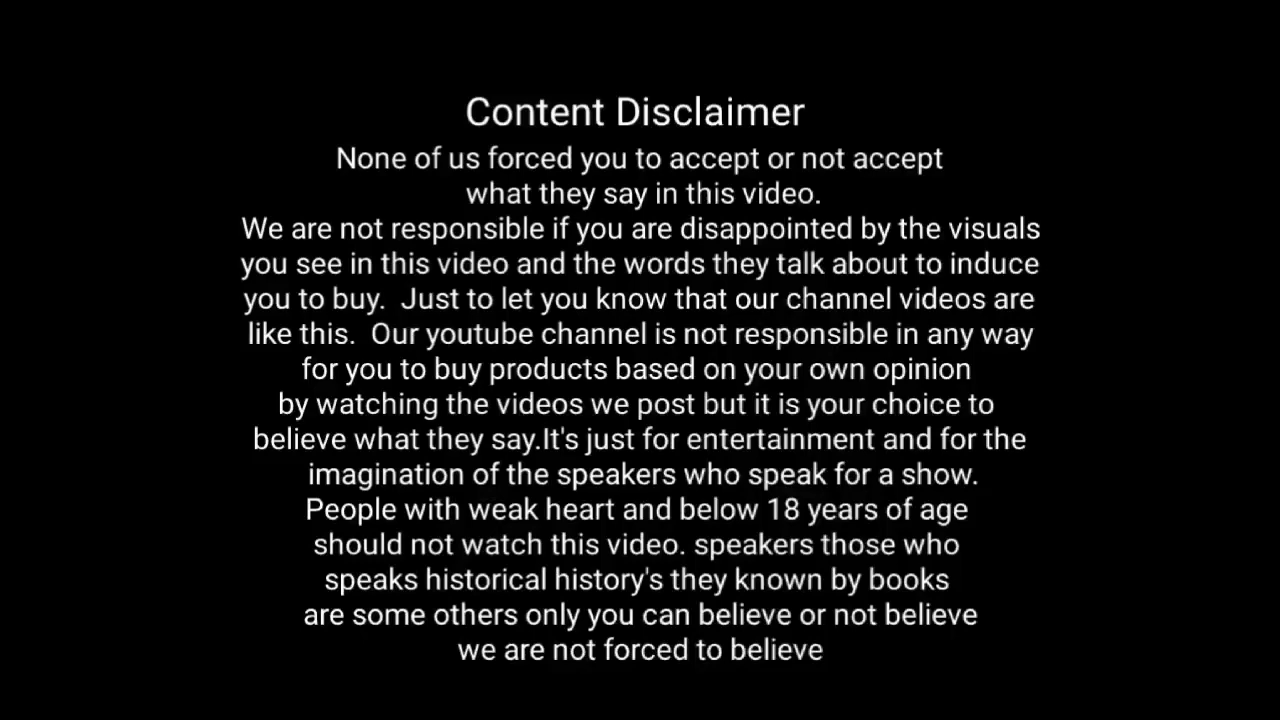 Content Disclaimer
None of us forced you to accept or not accept
what they say in this video.
We are not responsible if you are disappointed by the visuals
you see in this video and the words they talk about to induce
you to buy.  Just to let you know that our channel videos are
like this.  Our youtube channel is not responsible in any way
for you to buy products based on your own opinion
by watching the videos we post but it is your choice to
believe what they say.It's just for entertainment and for the
imagination of the speakers who speak for a show.
People with weak heart and below 18 years of age
should not watch this video. speakers those who
speaks historical history's they known by books
are some others only you can believe or not believe
we are not forced to believe